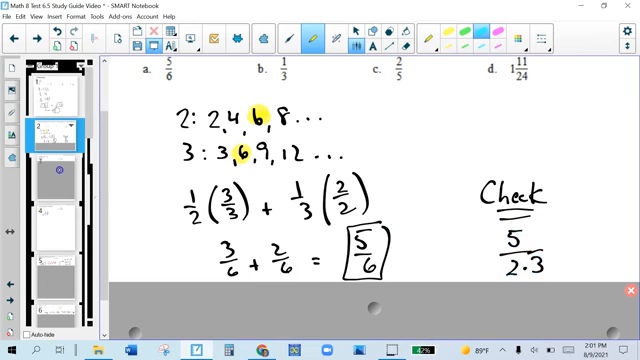 Math 8 Test 6.5 Study Guide Video * - SMART Notebook
File Edit View Insert Format Tools Add-ons Account Help
Group 1
a. 5/6 b. 1/3 c. 2/5 d. 1 11/24
2: 2, 4, 6, 8 ...
3: 3, 6, 9, 12 ...
1/2 (3/3) + 1/3 (2/2)
3/6 + 2/6 = 5/6
Check
5/2·3
Auto-hide
42% 89°F 2:01 PM
8/9/2021